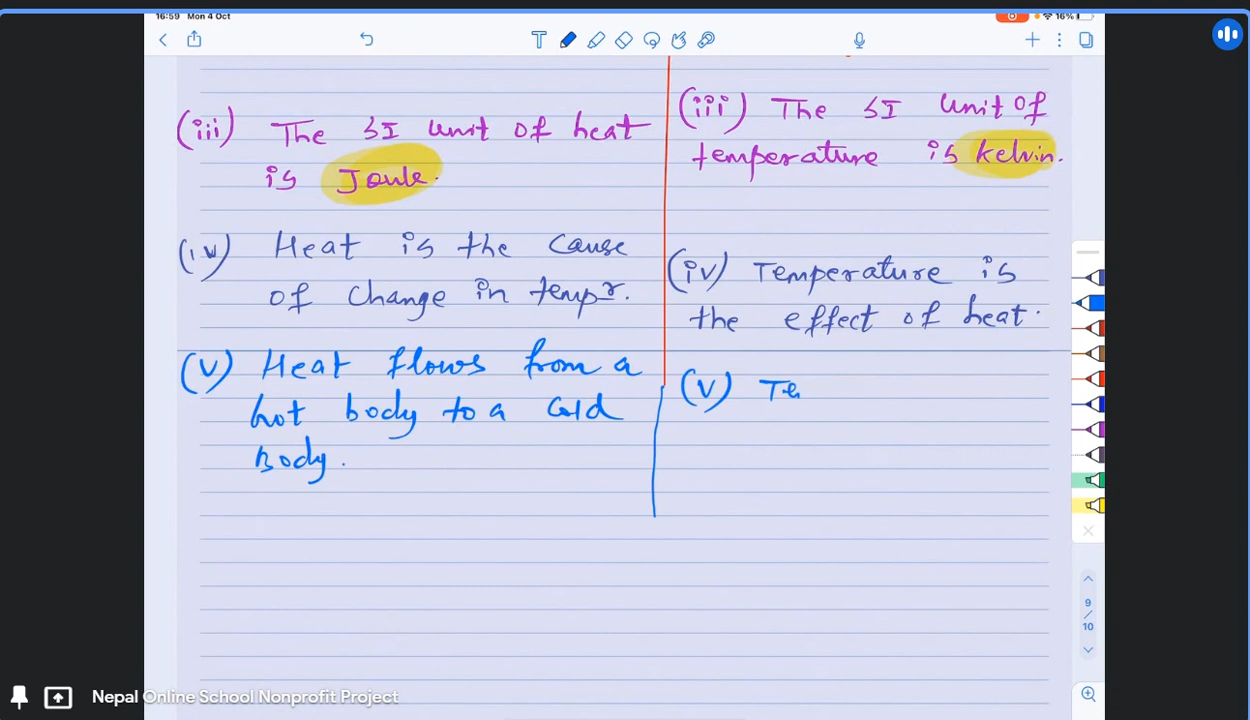 16:59 Mon 4 Oct
16%
(iii) The SI unit of heat
is Joule.
(iv) Heat is the cause
of change in tempr.
(v) Heat flows from a
hot body to a cold
body.
(iii) The SI unit of
temperature is kelvin.
(iv) Temperature is
the effect of heat.
(v) Te
9
/
10
Nepal Online School Nonprofit Project